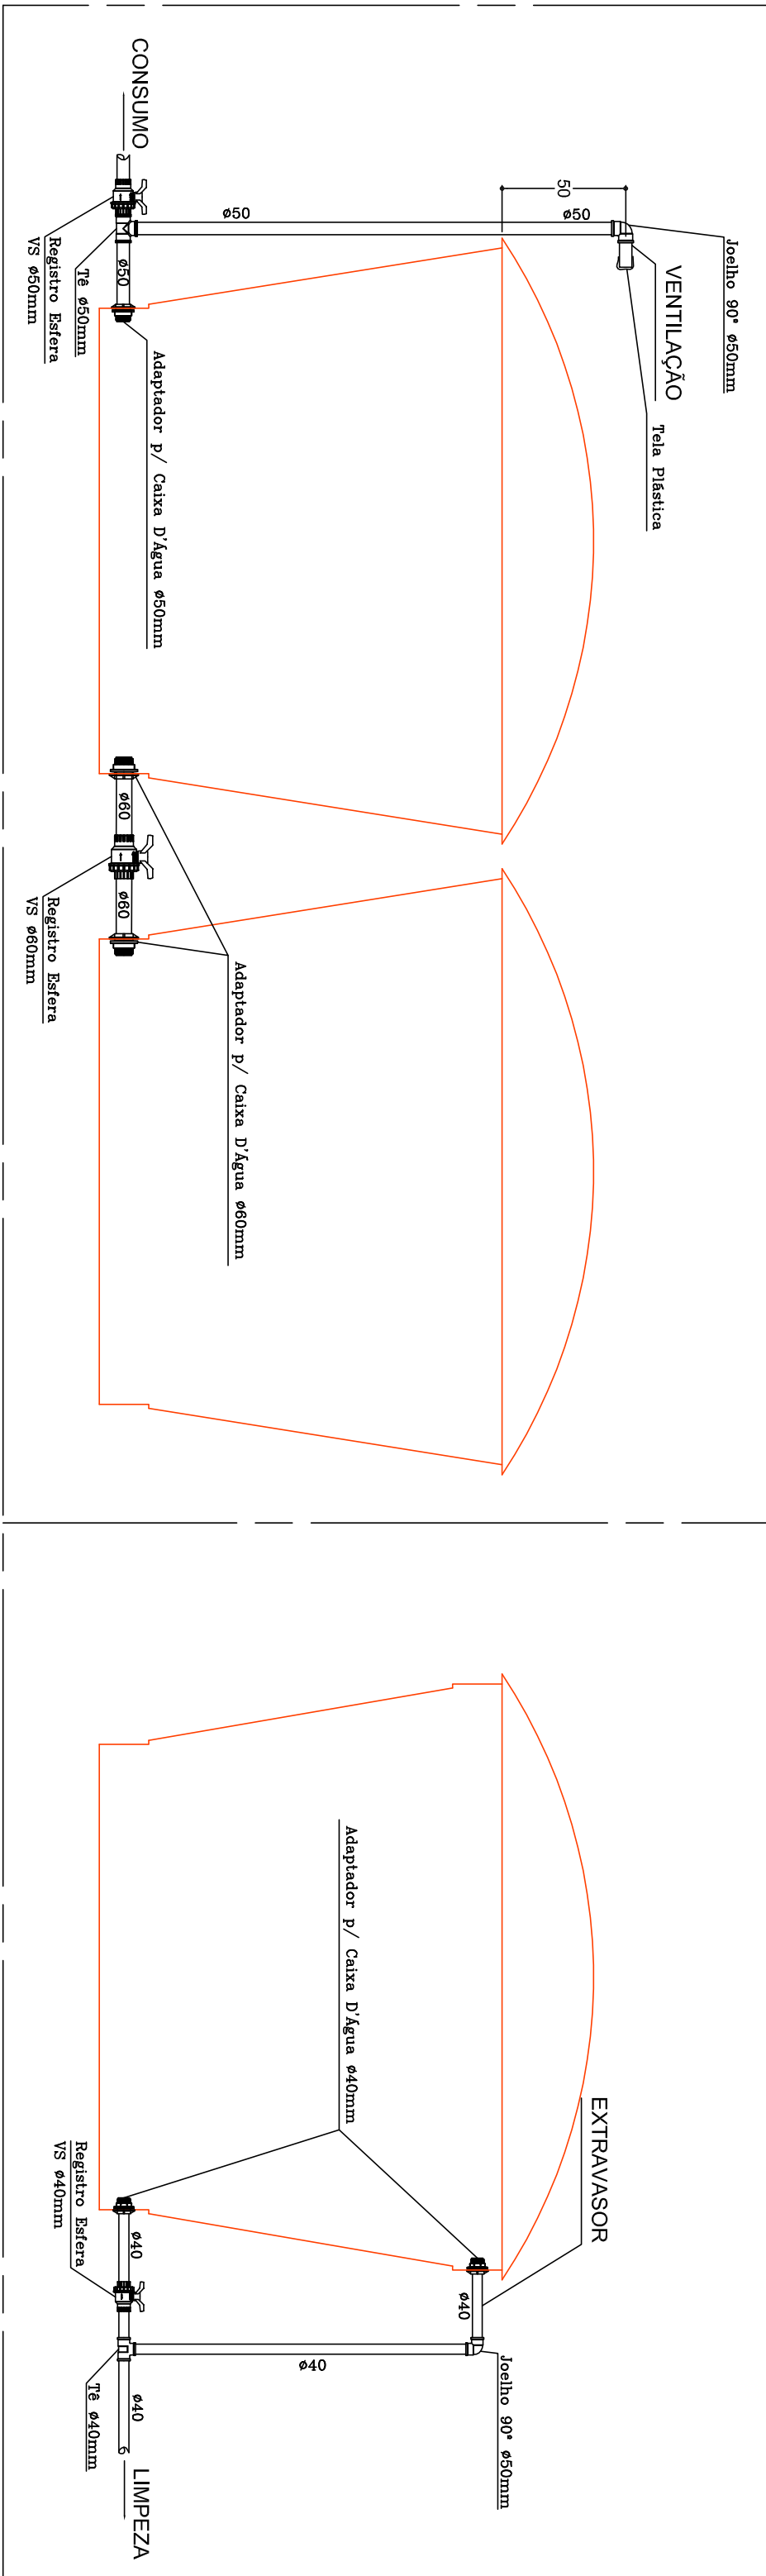 CONSUMO
Registro Esfera
VS ø50mm
Tê ø50mm
ø50
ø50
ø50
50
Joelho 90° ø50mm
VENTILAÇÃO
Tela Plástica
Adaptador p/ Caixa D'Água ø50mm
ø60
ø60
Registro Esfera
VS ø60mm
Adaptador p/ Caixa D'Água ø60mm
Adaptador p/ Caixa D'Água ø40mm
EXTRAVASOR
Registro Esfera
VS ø40mm
ø40
ø40
ø40
ø40
Joelho 90° ø50mm
Tê ø40mm
LIMPEZA